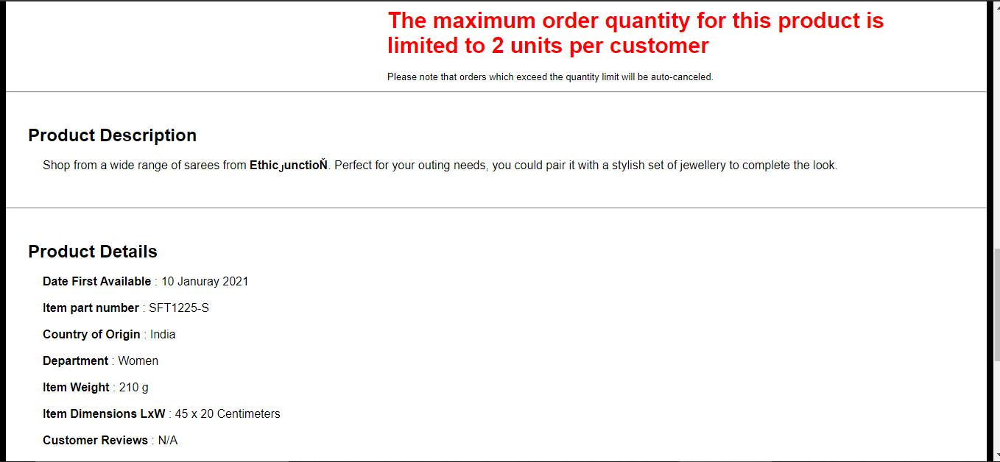 The maximum order quantity for this product is
limited to 2 units per customer
Please note that orders which exceed the quantity limit will be auto-canceled.
Product Description
Shop from a wide range of sarees from EthicرunctioŇ. Perfect for your outing needs, you could pair it with a stylish set of jewellery to complete the look.
Product Details
Date First Available : 10 Januray 2021
Item part number : SFT1225-S
Country of Origin : India
Department : Women
Item Weight : 210 g
Item Dimensions LxW : 45 x 20 Centimeters
Customer Reviews : N/A